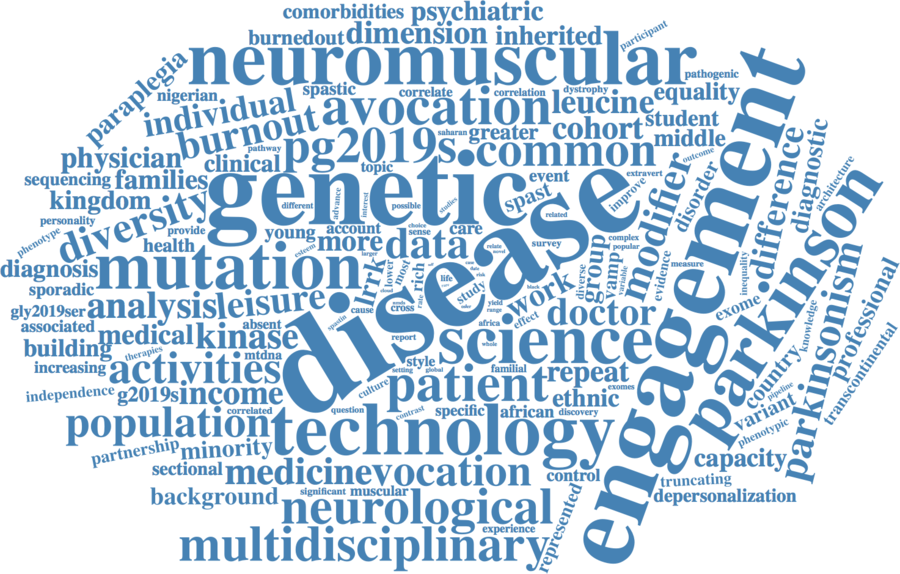 comorbidities
psychiatric
burnedout
dimension
inherited
participant
neuromuscular
pathogenic
paraplegia
nigerian
spastic
correlate
correlation
dystrophy
equality
individual
avocation
leucine
burnout
pathway
pg2019s
saharan
greater
cohort
student
middle
physician
clinical
topic
common
outcome
sequencing
families
genetic
event
improve
extravert
disorder
diagnostic
architecture
kingdom
different
advance
interest
possible
studies
spast
related
modifier
difference
personality
diversity
provide
young
account
choice
sense
care
phenotype
health
esteem
more
larger
data
relate
novel
survey
group
complex
popular
evidence
measure
inequality
diagnosis
mutation
lrrk
lower
most
rich
case
risk
life
disease
engagement
parkinson
sporadic
diverse
vamp
variable
gly2019ser
analysis
leisure
cause
needs
cross
rate
study
black
work
yield
range
exome
associated
medical
kinase
absent
spatin
report
africa
effect
doctor
country
knowledge
parkinsonism
professional
building
therapies
mtdna
science
whole
style
setting
global
familial
repeat
increasing
activities
culture
patient
exomes
pipeline
transcontinental
independence
g2019s
income
ethnic
variant
correlated
question
contrast
specific
african
discovery
phenotypic
population
technology
partnership
minority
capacity
sectional
medicine
vocation
control
truncating
background
significant
muscular
represented
depersonalization
neurological
experience
multidisciplinary